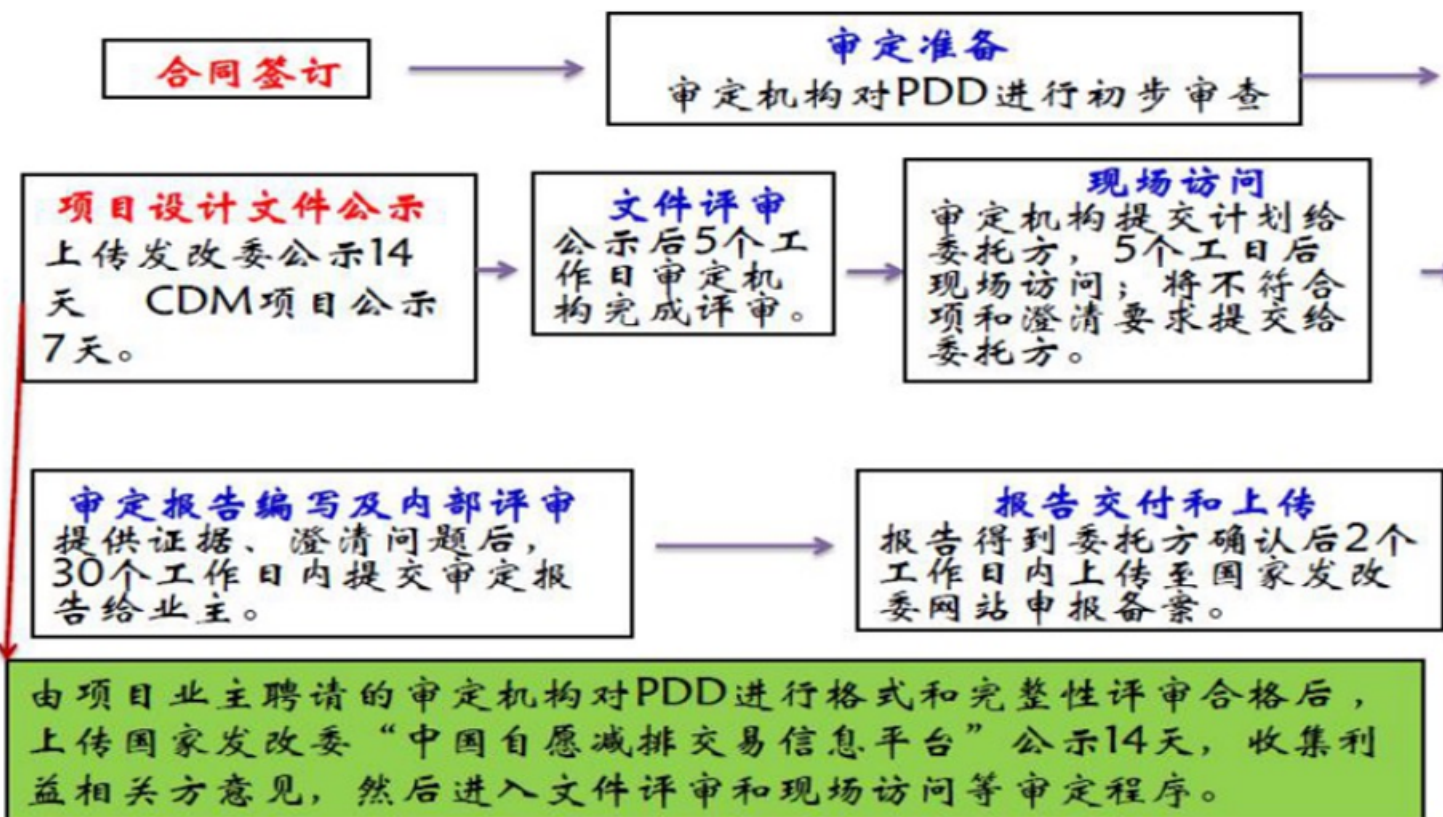 合同签订
审定准备
审定机构对PDD进行初步审查
项目设计文件公示
上传发改委公示14
天 CDM项目公示
7天。
文件评审
公示后5个工
作日审定机
构完成评审。
现场访问
审定机构提交计划给
委托方，5个工日后
现场访问；将不符合
项和澄清要求提交给
委托方。
审定报告编写及内部评审
提供证据、澄清问题后，
30个工作日内提交审定报
告给业主。
报告交付和上传
报告得到委托方确认后2个
工作日内上传至国家发改
委网站申报备案。
由项目业主聘请的审定机构对PDD进行格式和完整性评审合格后，
上传国家发改委“中国自愿减排交易信息平台”公示14天，收集利
益相关方意见，然后进入文件评审和现场访问等审定程序。